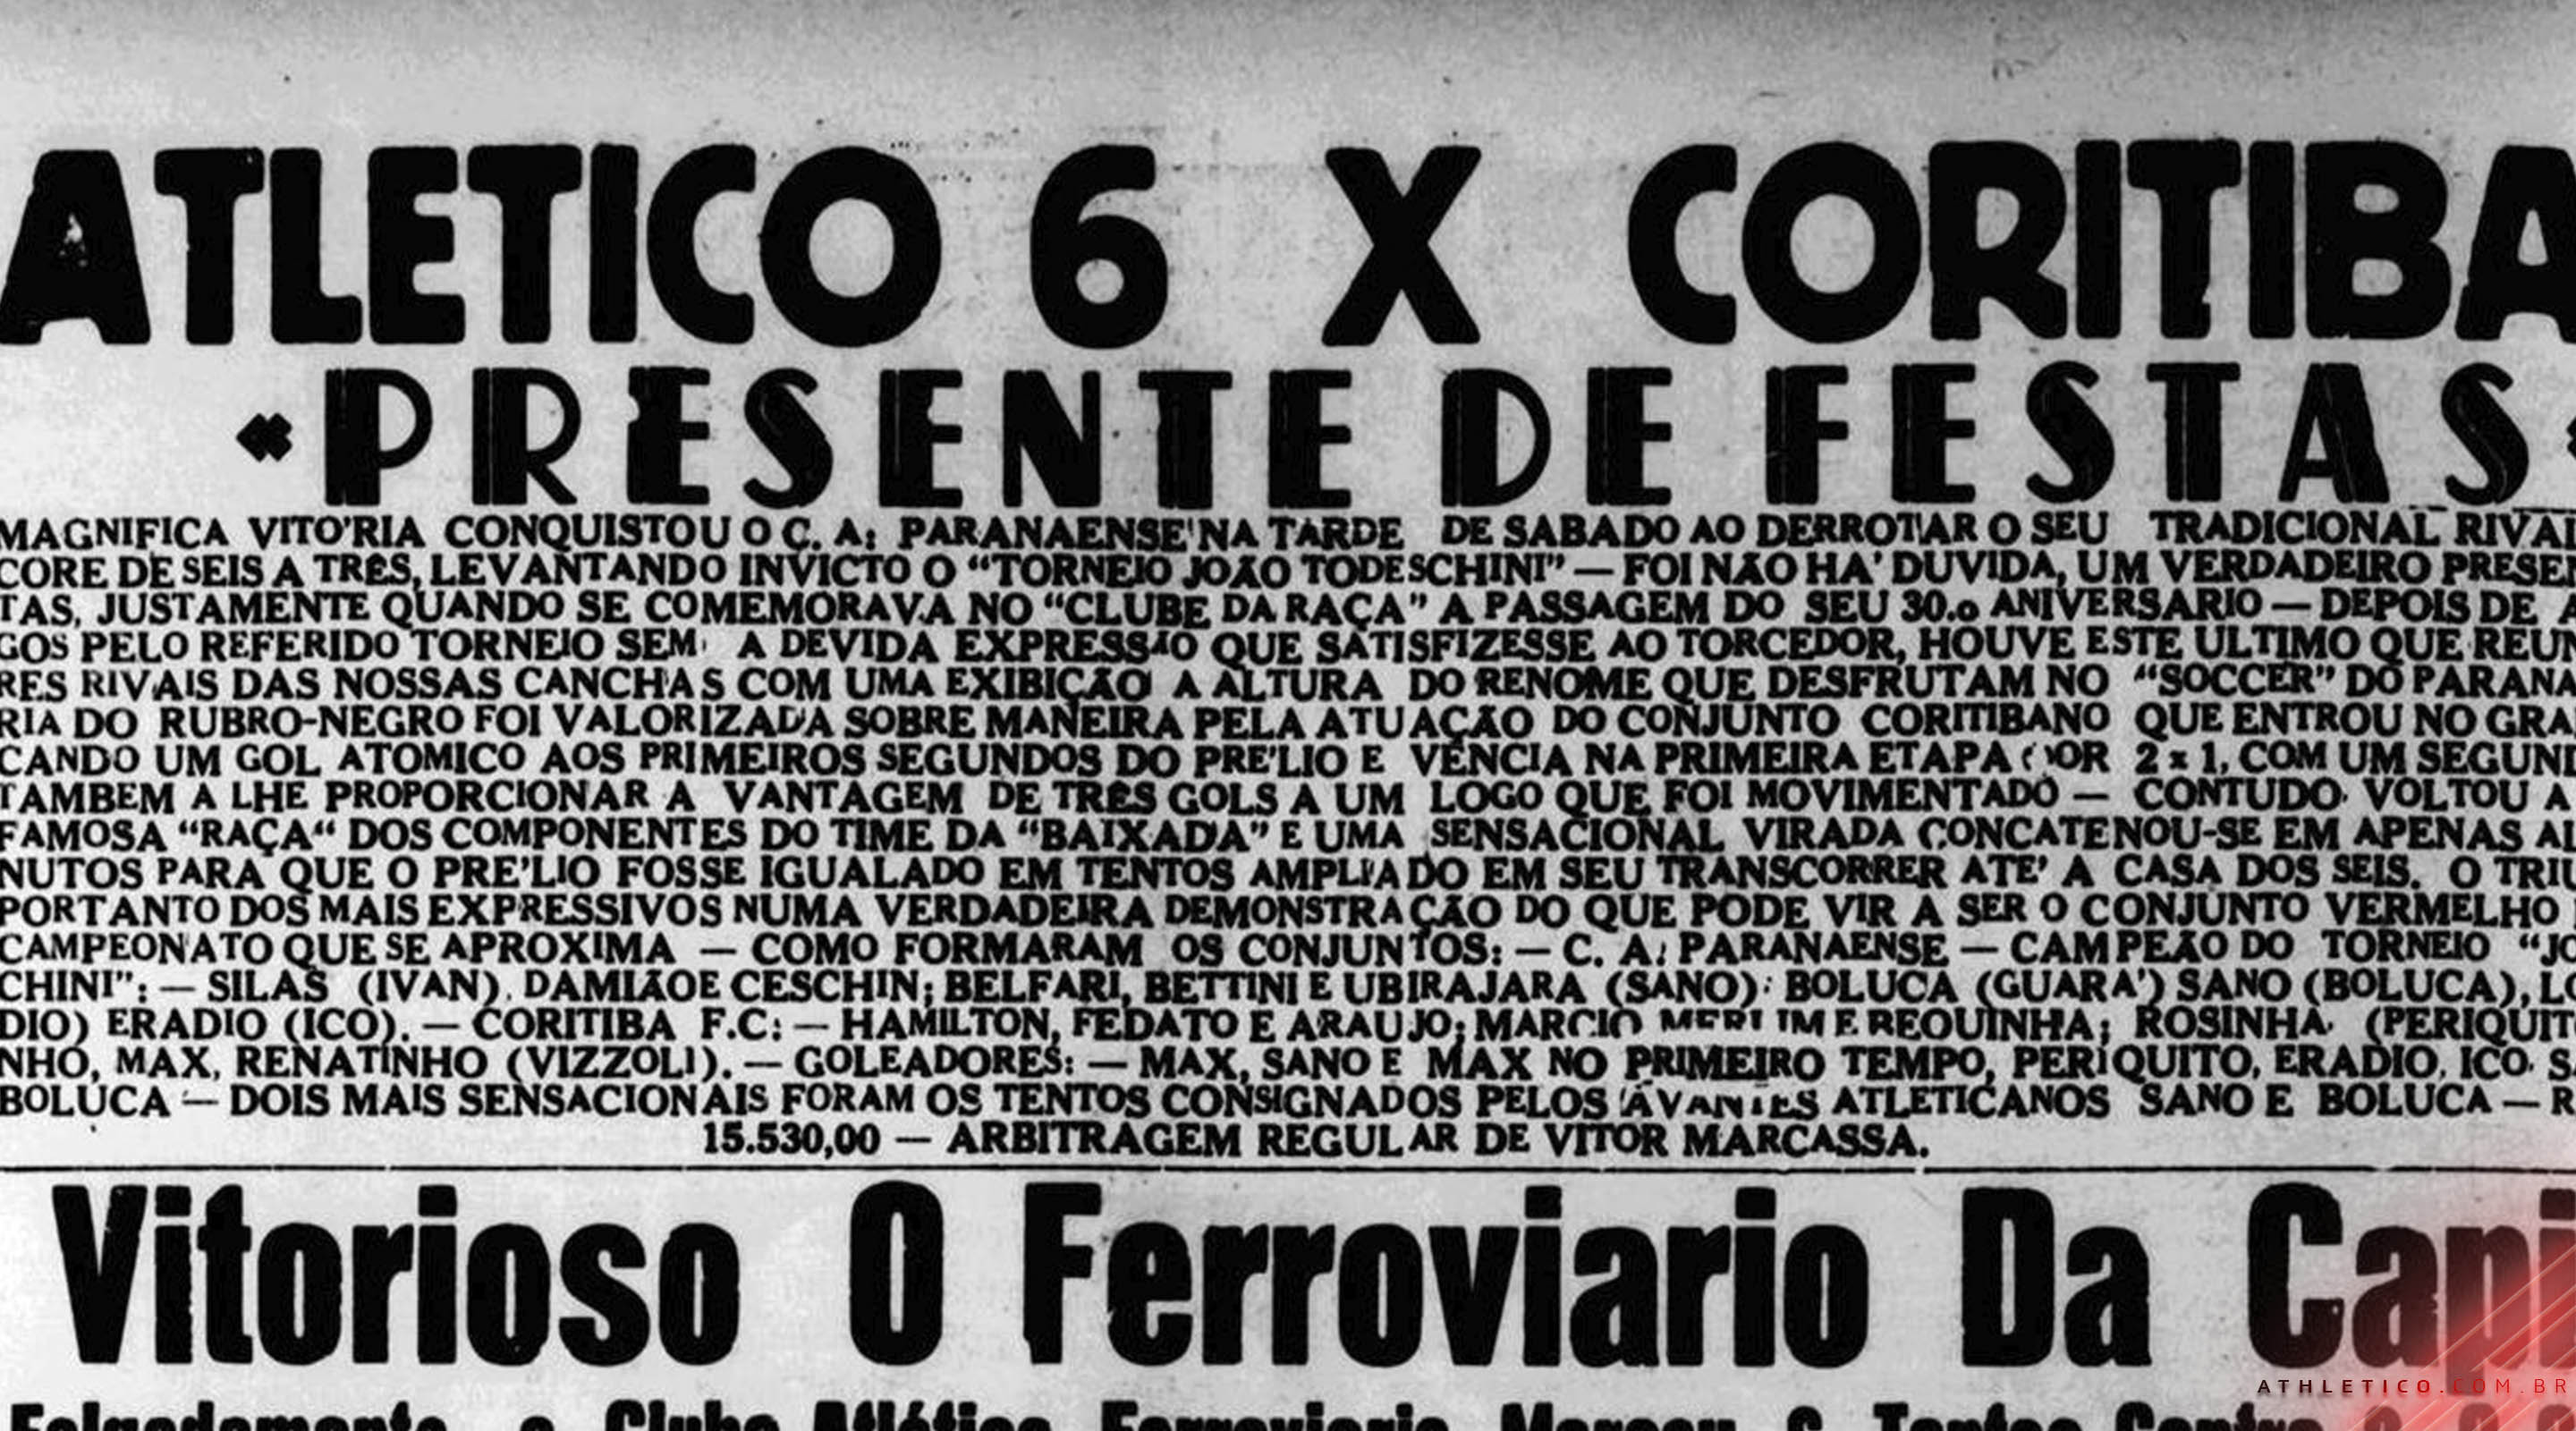 ATLETICO 6 X CORITIBA
«PRESENTE DE FESTAS
MAGNIFICA VITO'RIA CONQUISTOU O C. A: PARANAENSE NA TARDE DE SABADO AO DERROTAR O SEU TRADICIONAL RIVAL
CORE DE SEIS A TRÊS, LEVANTANDO INVICTO O "TORNEIO JOÃO TODESCHINI" — FOI NÃO HA' DUVIDA, UM VERDADEIRO PRESEN
TAS, JUSTAMENTE QUANDO SE COMEMORAVA NO "CLUBE DA RAÇA" A PASSAGEM DO SEU 30.o ANIVERSARIO — DEPOIS DE A
GOS PELO REFERIDO TORNEIO SEM A DEVIDA EXPRESSÃO QUE SATISFIZESSE AO TORCEDOR, HOUVE ESTE ULTIMO QUE REUN
RES RIVAIS DAS NOSSAS CANCHAS COM UMA EXIBIÇÃO A ALTURA DO RENOME QUE DESFRUTAM NO "SOCCER" DO PARANA
RIA DO RUBRO-NEGRO FOI VALORIZADA SOBRE MANEIRA PELA ATUAÇÃO DO CONJUNTO CORITIBANO QUE ENTROU NO GRA
CANDO UM GOL ATOMICO AOS PRIMEIROS SEGUNDOS DO PRE'LIO E VENCIA NA PRIMEIRA ETAPA 2 x 1, COM UM SEGUN
TAMBEM A LHE PROPORCIONAR A VANTAGEM DE TRÊS GOLS A UM LOGO QUE FOI MOVIMENTADO — CONTUDO VOLTOU A
FAMOSA "RAÇA" DOS COMPONENTES DO TIME DA "BAIXADA" E UMA SENSACIONAL VIRADA CONCATENOU-SE EM APENAS AL
NUTOS PARA QUE O PRE'LIO FOSSE IGUALADO EM TENTOS AMPLIADO EM SEU TRANSCORRER ATE' A CASA DOS SEIS. O TRIU
PORTANTO DOS MAIS EXPRESSIVOS NUMA VERDADEIRA DEMONSTRAÇÃO DO QUE PODE VIR A SER O CONJUNTO VERMELHO
CAMPEONATO QUE SE APROXIMA — COMO FORMARAM OS CONJUNTOS: — C. A: PARANAENSE — CAMPEÃO DO TORNEIO "JO
CHINI": — SILAS (IVAN), DAMIÃO E CESCHIN; BELFARI, BETTINI E UBIRAJARA (SANO): BOLUCA (GUARA') SANO (BOLUCA), LO
DIO) ERADIO (ICO). — CORITIBA F.C: — HAMILTON, FEDATO E ARAUJO; MARCIO E BEQUINHA; ROSINHA (PERIQUIT
NHO, MAX, RENATINHO (VIZZOLI). — GOLEADORES: — MAX, SANO E MAX NO PRIMEIRO TEMPO, PERIQUITO, ERADIO, ICO, S
BOLUCA — DOIS MAIS SENSACIONAIS FORAM OS TENTOS CONSIGNADOS PELOS AVANTES ATLETICANOS SANO E BOLUCA — R
15.530,00 — ARBITRAGEM REGULAR DE VITOR MARCASSA.
Vitorioso O Ferroviario Da Capi
ATHLETICO.COM.BR